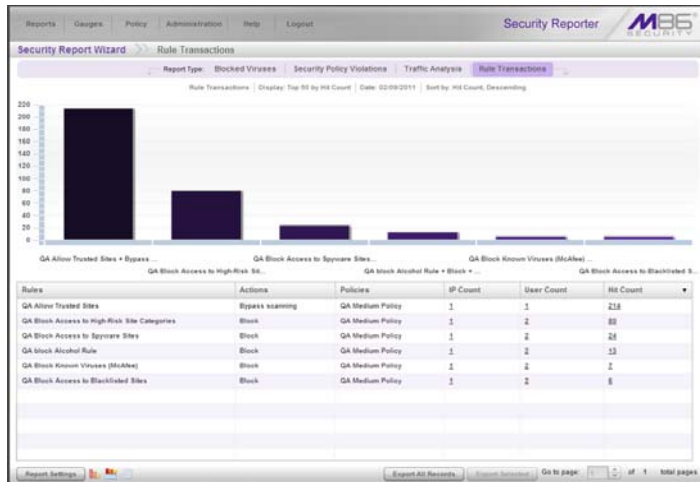 Reports Gauges Policy Administration Help Logout
Security Reporter
M86 SECURITY
Security Report Wizard Rule Transactions
Report Type: Blocked Viruses Security Policy Violations Traffic Analysis Rule Transactions
Rule Transactions Display: Top 50 by Hit Count Date: 02/09/2011 Sort by: Hit Count, Descending
220
200
180
160
140
120
100
80
60
40
20
0
QA Allow Trusted Sites + Bypass ... QA Block Access to Spyware Sites... QA Block Known Viruses (McAfee) ...
QA Block Access to High-Risk Sit... QA block Alcohol Rule + Block + ... QA Block Access to Blacklisted S...
Rules Actions Policies IP Count User Count Hit Count
QA Allow Trusted Sites Bypass scanning QA Medium Policy 1 1 214
QA Block Access to High-Risk Site Categories Block QA Medium Policy 1 2 80
QA Block Access to Spyware Sites Block QA Medium Policy 1 2 24
QA block Alcohol Rule Block QA Medium Policy 1 2 13
QA Block Known Viruses (McAfee) Block QA Medium Policy 1 2 7
QA Block Access to Blacklisted Sites Block QA Medium Policy 1 2 6
Report Settings Export All Records Export Selected Go to page: of 1 total pages